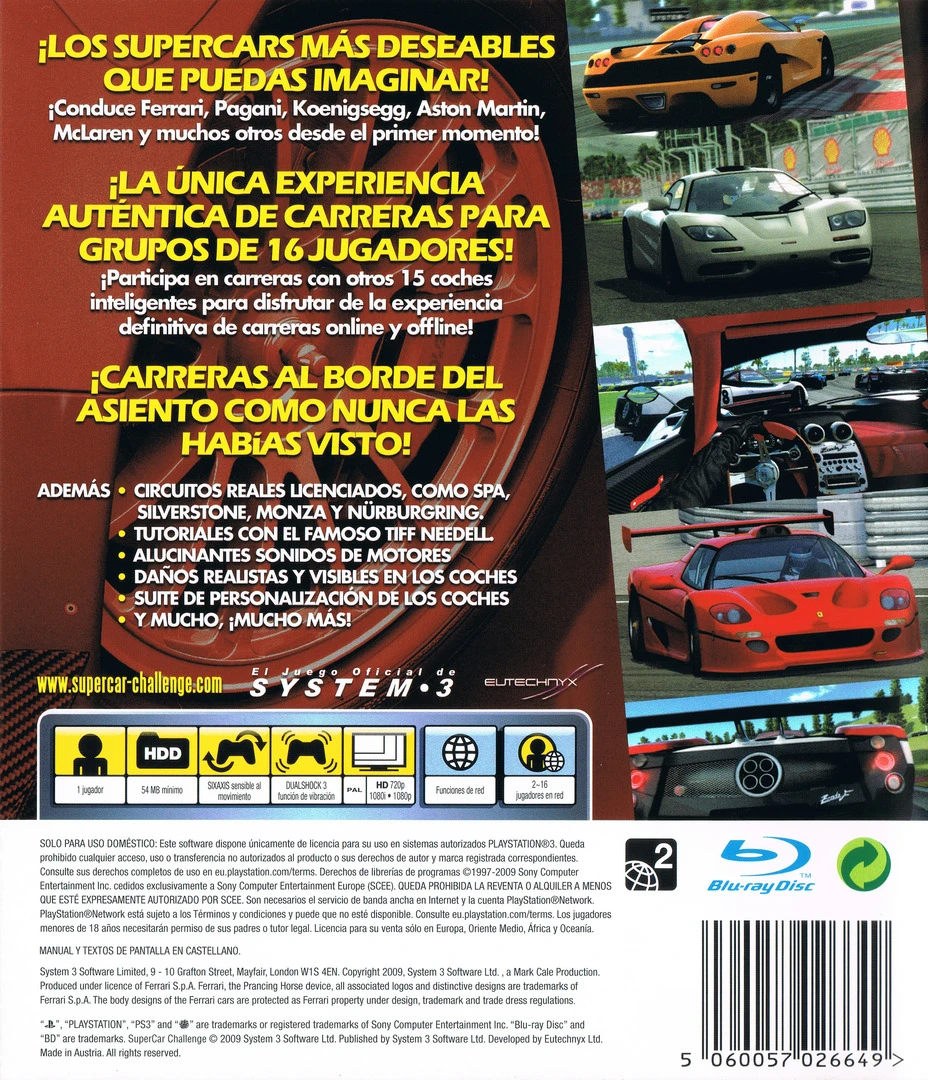 ¡LOS SUPERCARS MÁS DESEABLES
QUE PUEDAS IMAGINAR!
¡Conduce Ferrari, Pagani, Koenigsegg, Aston Martin,
McLaren y muchos otros desde el primer momento!
¡LA ÚNICA EXPERIENCIA
AUTÉNTICA DE CARRERAS PARA
GRUPOS DE 16 JUGADORES!
¡Participa en carreras con otros 15 coches
inteligentes para disfrutar de la experiencia
definitiva de carreras online y offline!
¡CARRERAS AL BORDE DEL
ASIENTO COMO NUNCA LAS
HABíAS VISTO!
ADEMÁS • CIRCUITOS REALES LICENCIADOS, COMO SPA,
SILVERSTONE, MONZA Y NÜRBURGRING.
• TUTORIALES CON EL FAMOSO TIFF NEEDELL.
• ALUCINANTES SONIDOS DE MOTORES
• DAÑOS REALISTAS Y VISIBLES EN LOS COCHES
• SUITE DE PERSONALIZACIÓN DE LOS COCHES
• Y MUCHO, ¡MUCHO MÁS!
www.supercar-challenge.com
El Juego Oficial de
SYSTEM•3
EUTECHNYX
HDD
1 jugador
54 MB mínimo
SIXAXIS sensible al
movimiento
DUALSHOCK 3
función de vibración
PAL
HD 720p
1080i • 1080p
Funciones de red
2~16
jugadores en red
SOLO PARA USO DOMÉSTICO: Este software dispone únicamente de licencia para su uso en sistemas autorizados PLAYSTATION®3. Queda
prohibido cualquier acceso, uso o transferencia no autorizados al producto o sus derechos de autor y marca registrada correspondientes.
Consulte sus derechos completos de uso en eu.playstation.com/terms. Derechos de librerías de programas ©1997-2009 Sony Computer
Entertainment Inc. cedidos exclusivamente a Sony Computer Entertainment Europe (SCEE). QUEDA PROHIBIDA LA REVENTA O ALQUILER A MENOS
QUE ESTÉ EXPRESAMENTE AUTORIZADO POR SCEE. Son necesarios el servicio de banda ancha en Internet y la cuenta PlayStation®Network.
PlayStation®Network está sujeto a los Términos y condiciones y puede que no esté disponible. Consulte eu.playstation.com/terms. Los jugadores
menores de 18 años necesitarán permiso de sus padres o tutor legal. Licencia para su venta sólo en Europa, Oriente Medio, África y Oceanía.
MANUAL Y TEXTOS DE PANTALLA EN CASTELLANO.
System 3 Software Limited, 9 - 10 Grafton Street, Mayfair, London W1S 4EN. Copyright 2009, System 3 Software Ltd. , a Mark Cale Production.
Produced under licence of Ferrari S.p.A. Ferrari, the Prancing Horse device, all associated logos and distinctive designs are trademarks of
Ferrari S.p.A. The body designs of the Ferrari cars are protected as Ferrari property under design, trademark and trade dress regulations.
“ ”, “PLAYSTATION”, “PS3” and “ ” are trademarks or registered trademarks of Sony Computer Entertainment Inc. “Blu-ray Disc” and
“BD” are trademarks. SuperCar Challenge © 2009 System 3 Software Ltd. Published by System 3 Software Ltd. Developed by Eutechnyx Ltd.
Made in Austria. All rights reserved.
2
Blu-ray Disc™
5 060057 026649 >